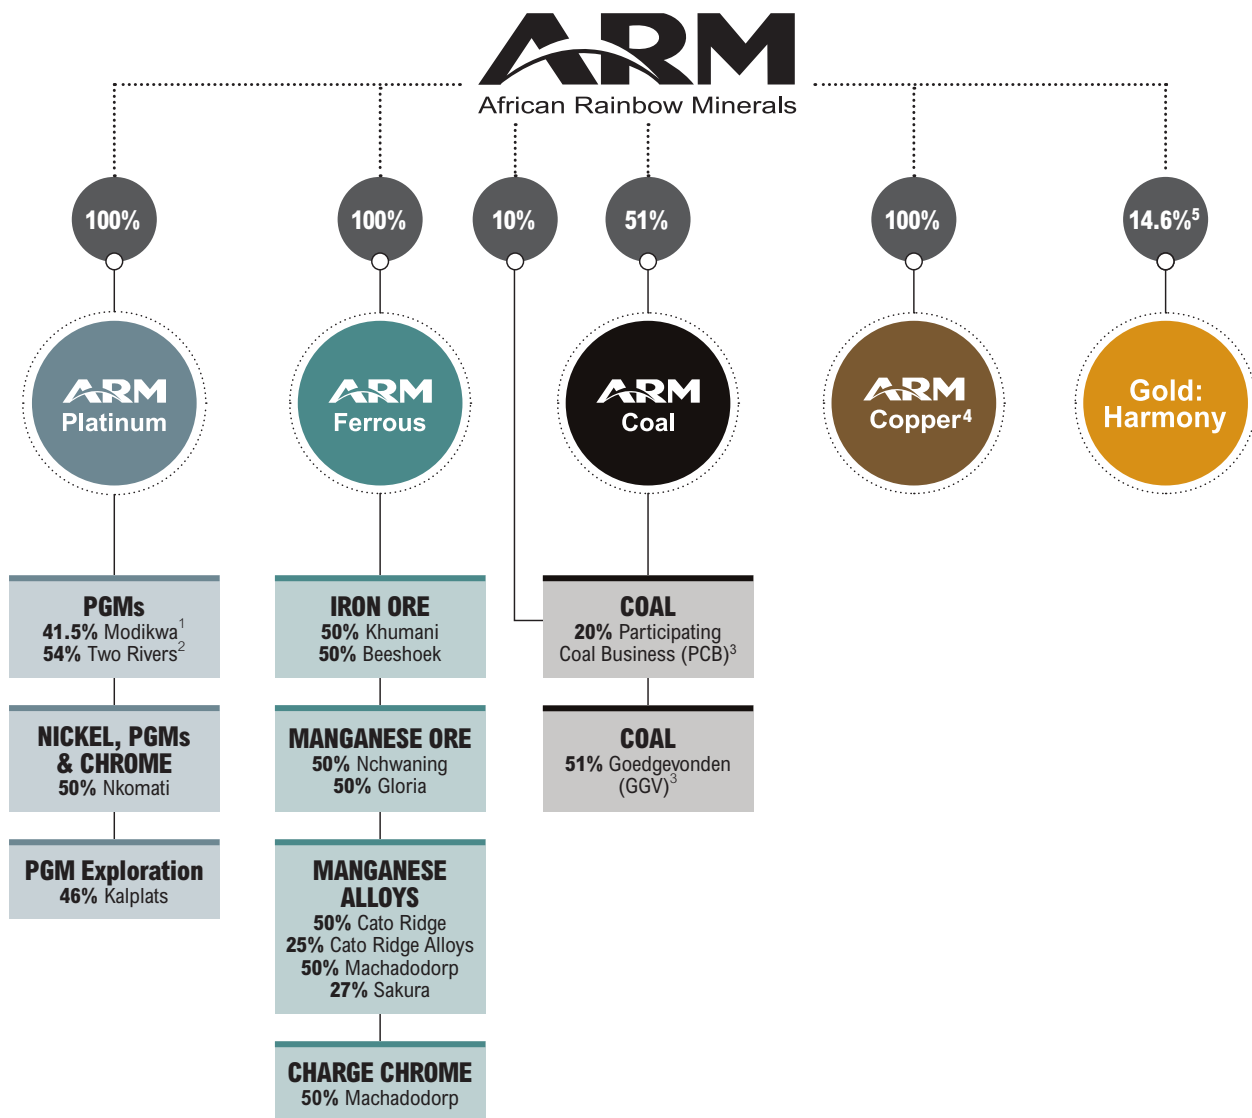 ARM
African Rainbow Minerals
100%
100%
10%
51%
100%
14.6%5
ARM
Platinum
ARM
Ferrous
ARM
Coal
ARM
Copper4
Gold:
Harmony
PGMs
41.5% Modikwa1
54% Two Rivers2
NICKEL, PGMs
& CHROME
50% Nkomati
PGM Exploration
46% Kalplats
IRON ORE
50% Khumani
50% Beeshoek
MANGANESE ORE
50% Nchwaning
50% Gloria
MANGANESE
ALLOYS
50% Cato Ridge
25% Cato Ridge Alloys
50% Machadodorp
27% Sakura
CHARGE CHROME
50% Machadodorp
COAL
20% Participating
Coal Business (PCB)3
COAL
51% Goedgevonden
(GGV)3